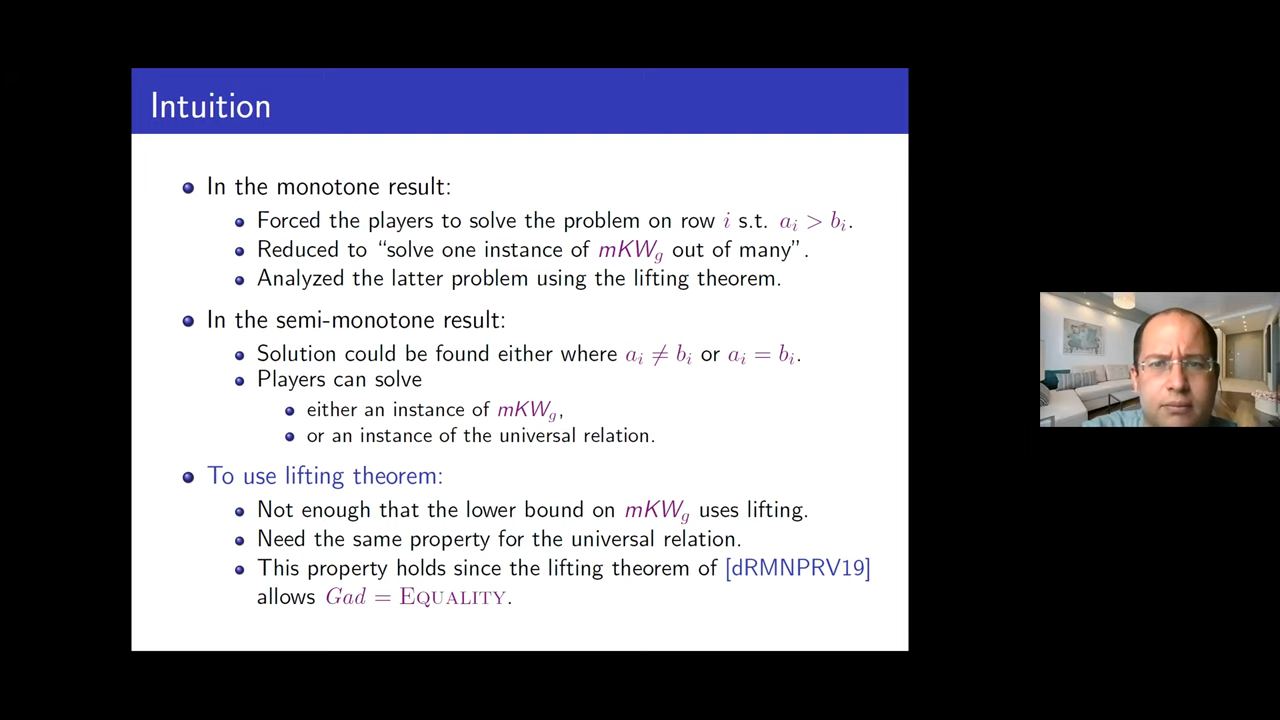 Intuition
In the monotone result:
Forced the players to solve the problem on row i s.t. a_i > b_i.
Reduced to “solve one instance of mKW_g out of many”.
Analyzed the latter problem using the lifting theorem.
In the semi-monotone result:
Solution could be found either where a_i ≠ b_i or a_i = b_i.
Players can solve
either an instance of mKW_g,
or an instance of the universal relation.
To use lifting theorem:
Not enough that the lower bound on mKW_g uses lifting.
Need the same property for the universal relation.
This property holds since the lifting theorem of [dRMNPRV19]
allows Gad = EQUALITY.